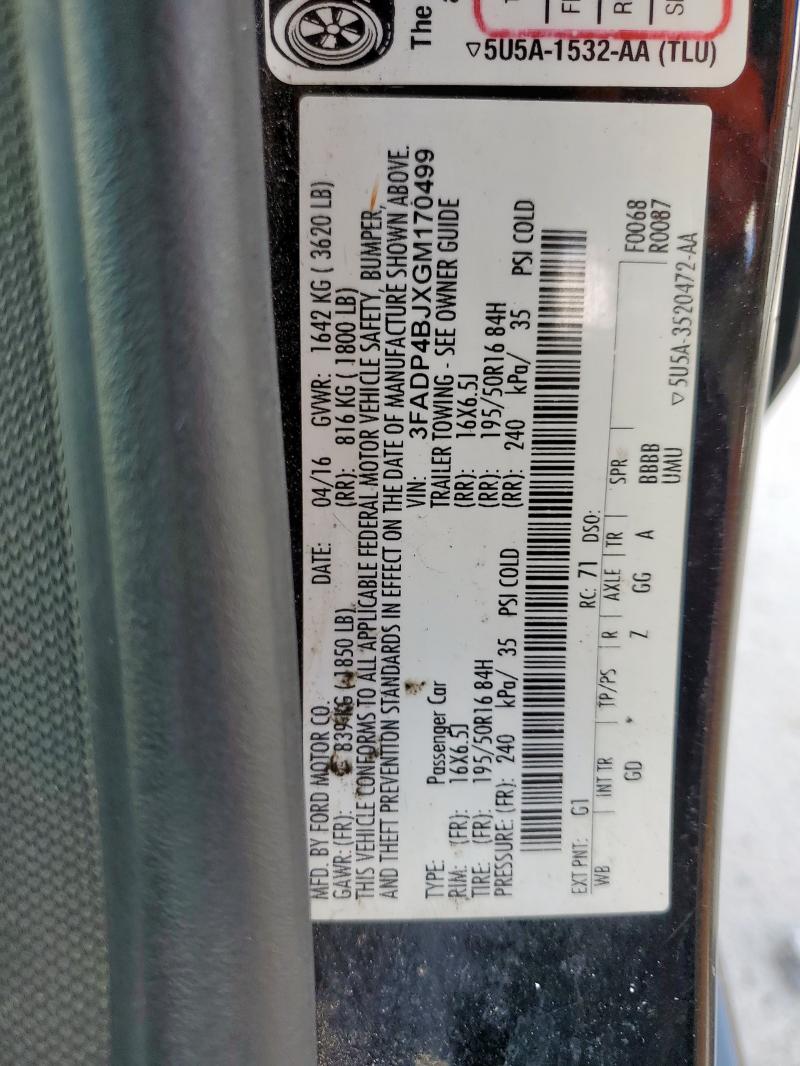 The
5U5A-1532-AA (TLU)
MFD. BY FORD MOTOR CO.
DATE: 04/16 GVWR: 1642 KG ( 3620 LB)
GAWR: (FR): 839 KG ( 1850 LB) (RR): 816 KG ( 1800 LB)
THIS VEHICLE CONFORMS TO ALL APPLICABLE FEDERAL MOTOR VEHICLE SAFETY, BUMPER,
AND THEFT PREVENTION STANDARDS IN EFFECT ON THE DATE OF MANUFACTURE SHOWN ABOVE.
VIN: 3FADP4BJXGM170499
TYPE: Passenger Car TRAILER TOWING - SEE OWNER GUIDE
RIM: (FR): 16X6.5J (RR): 16X6.5J
TIRE: (FR): 195/50R16 84H (RR): 195/50R16 84H
PRESSURE: (FR): 240 kPa/ 35 PSI COLD (RR): 240 kPa/ 35 PSI COLD
EXT PNT: G1 RC: 71 DSO:
WB INT TR TP/PS R AXLE TR SPR F0068
R0087
GD * Z GG A BBBB
UMU
5U5A-3520472-AA